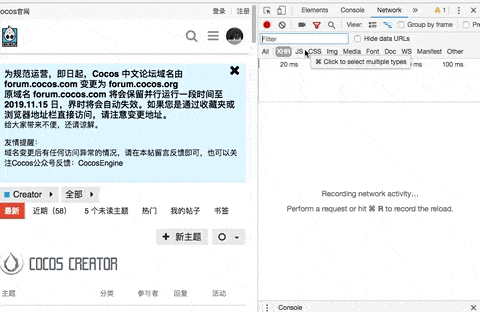 cocos官网
登录 注册
为规范运营，即日起，Cocos 中文论坛域名由
forum.cocos.com 变更为 forum.cocos.org
原域名 forum.cocos.com 将会保留并行运行一段时间至
2019.11.15 日，界时将会自动失效。如果您是通过收藏夹或
浏览器地址栏直接访问，请注意变更地址。
给大家带来不便，还请谅解。
友情提醒：
域名变更后有任何访问异常的情况，请在本帖留言反馈即可，也可以关
注Cocos公众号反馈：CocosEngine
Creator 全部
最新 近期（58） 5 个未读主题 热门 我的帖子 书签
+ 新主题
COCOS CREATOR
主题 分类 参与者 回复 活动
Elements Console Network » 1
View: Group by frame
Filter Hide data URLs
All XHR JS CSS Img Media Font Doc WS Manifest Other
⌘ Click to select multiple types
20 ms 100 ms
Recording network activity…
Perform a request or hit ⌘ R to record the reload.
Console